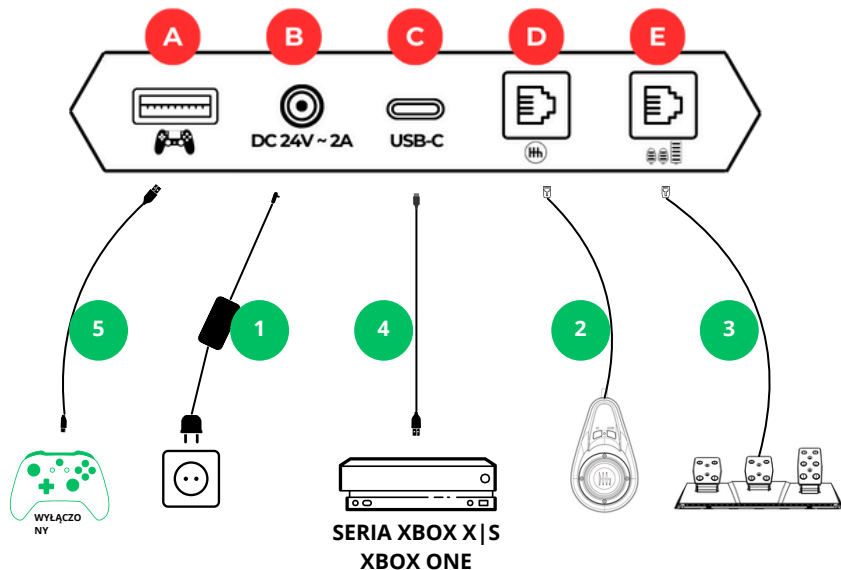 A B C D E
DC 24V ~ 2A USB-C
5 1 4 2 3
WYŁĄCZO
NY
SERIA XBOX X|S
XBOX ONE